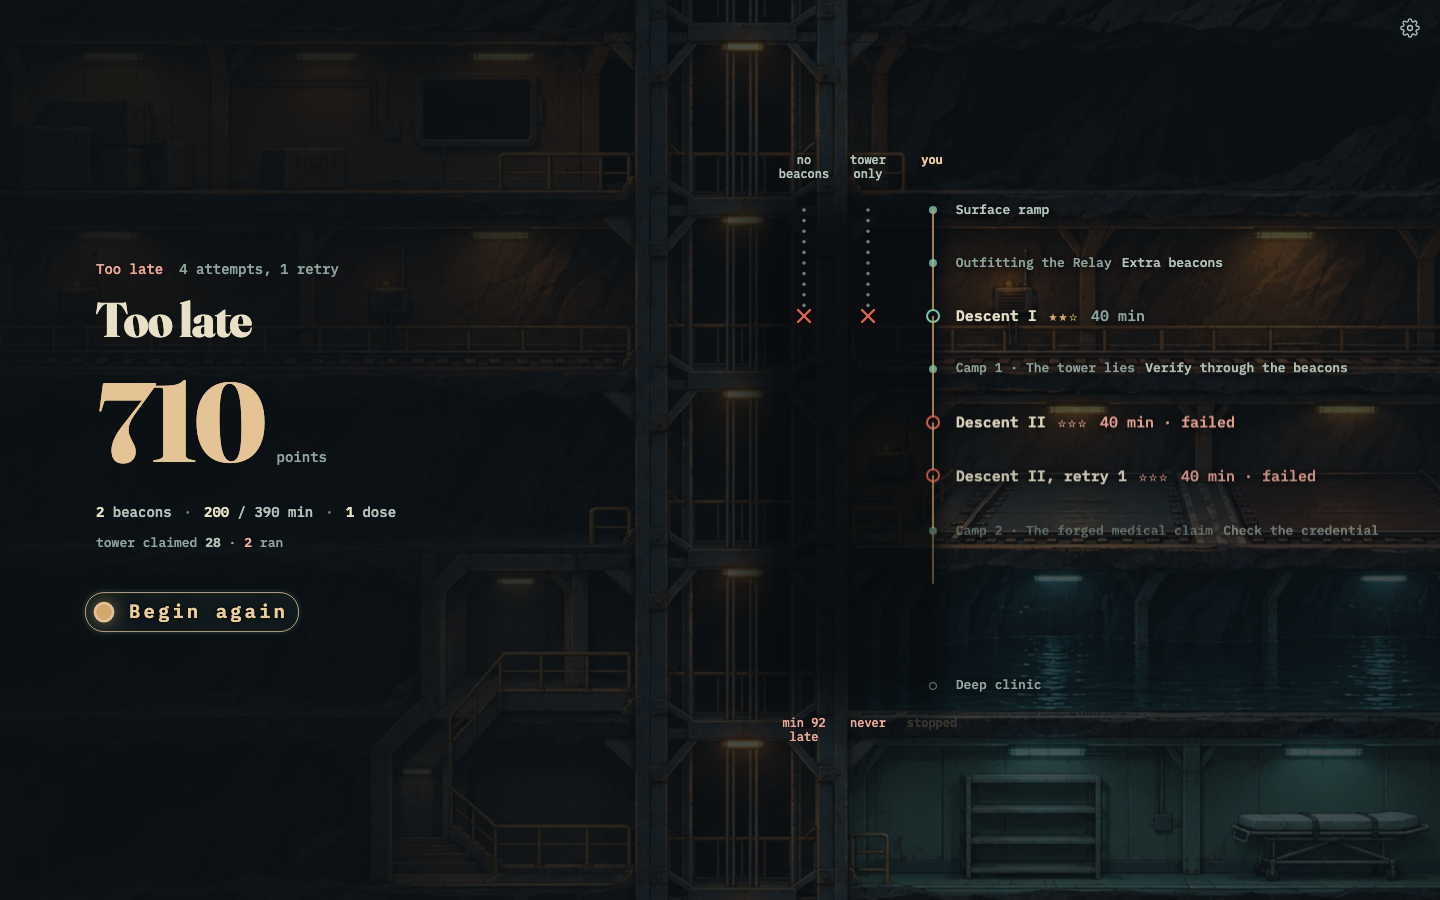 Too late 4 attempts, 1 retry
Too late
710 points
2 beacons · 200 / 390 min · 1 dose
tower claimed 28 · 2 ran
Begin again
no beacons
tower only
you
Surface ramp
Outfitting the Relay Extra beacons
Descent I ★★☆ 40 min
Camp 1 · The tower lies Verify through the beacons
Descent II ☆☆☆ 40 min · failed
Descent II, retry 1 ☆☆☆ 40 min · failed
Camp 2 · The forged medical claim Check the credential
Deep clinic
min 92 late
never
stopped